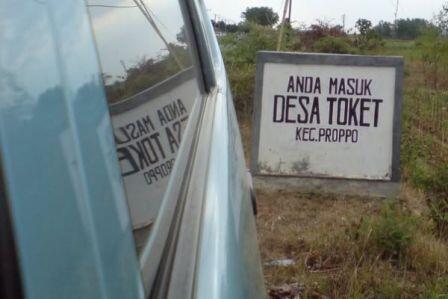 ANDA MASUK
DESA TOKET
KEC.PROPPO